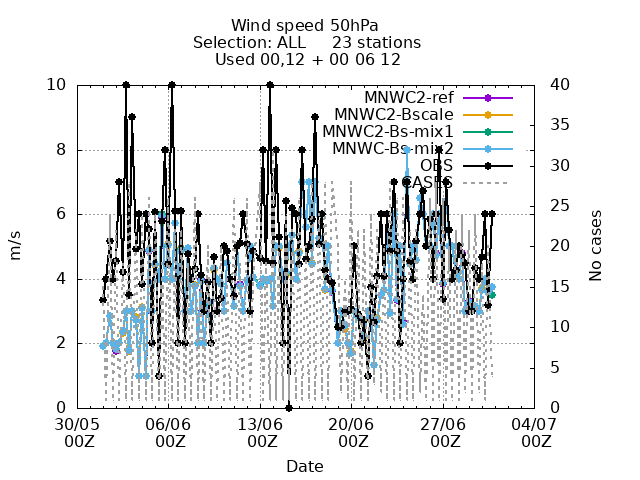 Wind speed 50hPa
Selection: ALL 23 stations
Used 00,12 + 00 06 12
MNWC2-ref
MNWC2-Bscale
MNWC2-Bs-mix1
MNWC-Bs-mix2
OBS
CASES
m/s
No cases
10
8
6
4
2
0
40
35
30
25
20
15
10
5
0
30/05 06/06 13/06 20/06 27/06 04/07
00Z 00Z 00Z 00Z 00Z 00Z
Date